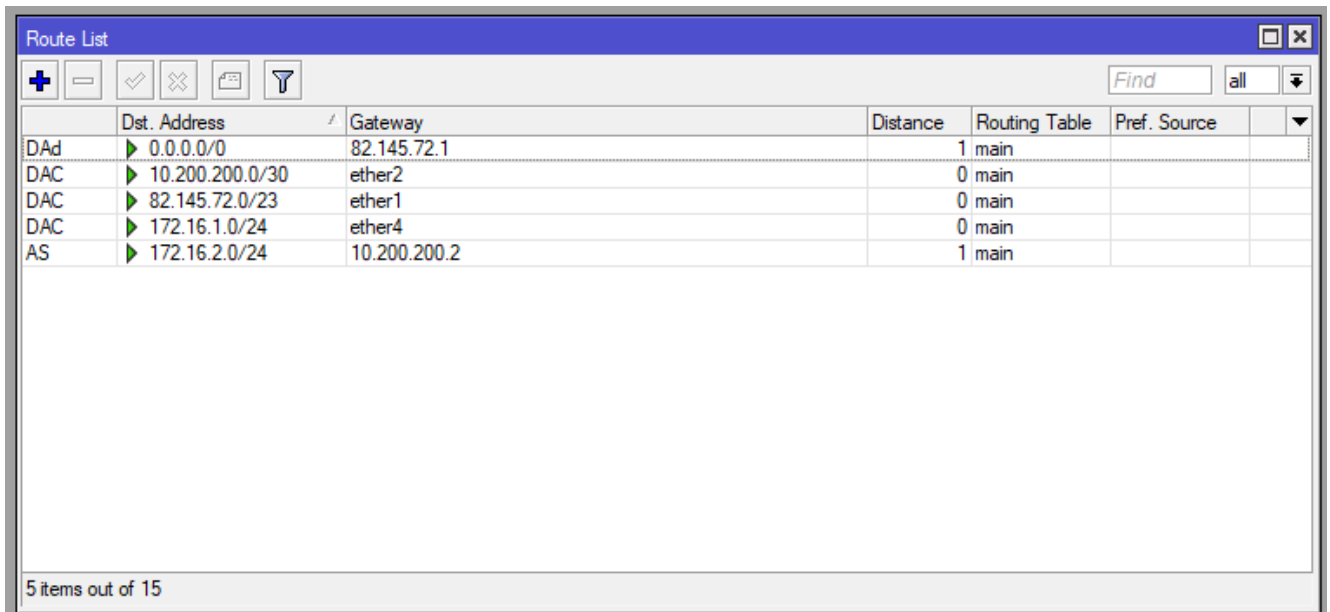 Route List
Find all
Dst. Address Gateway Distance Routing Table Pref. Source
DAd 0.0.0.0/0 82.145.72.1 1 main
DAC 10.200.200.0/30 ether2 0 main
DAC 82.145.72.0/23 ether1 0 main
DAC 172.16.1.0/24 ether4 0 main
AS 172.16.2.0/24 10.200.200.2 1 main
5 items out of 15